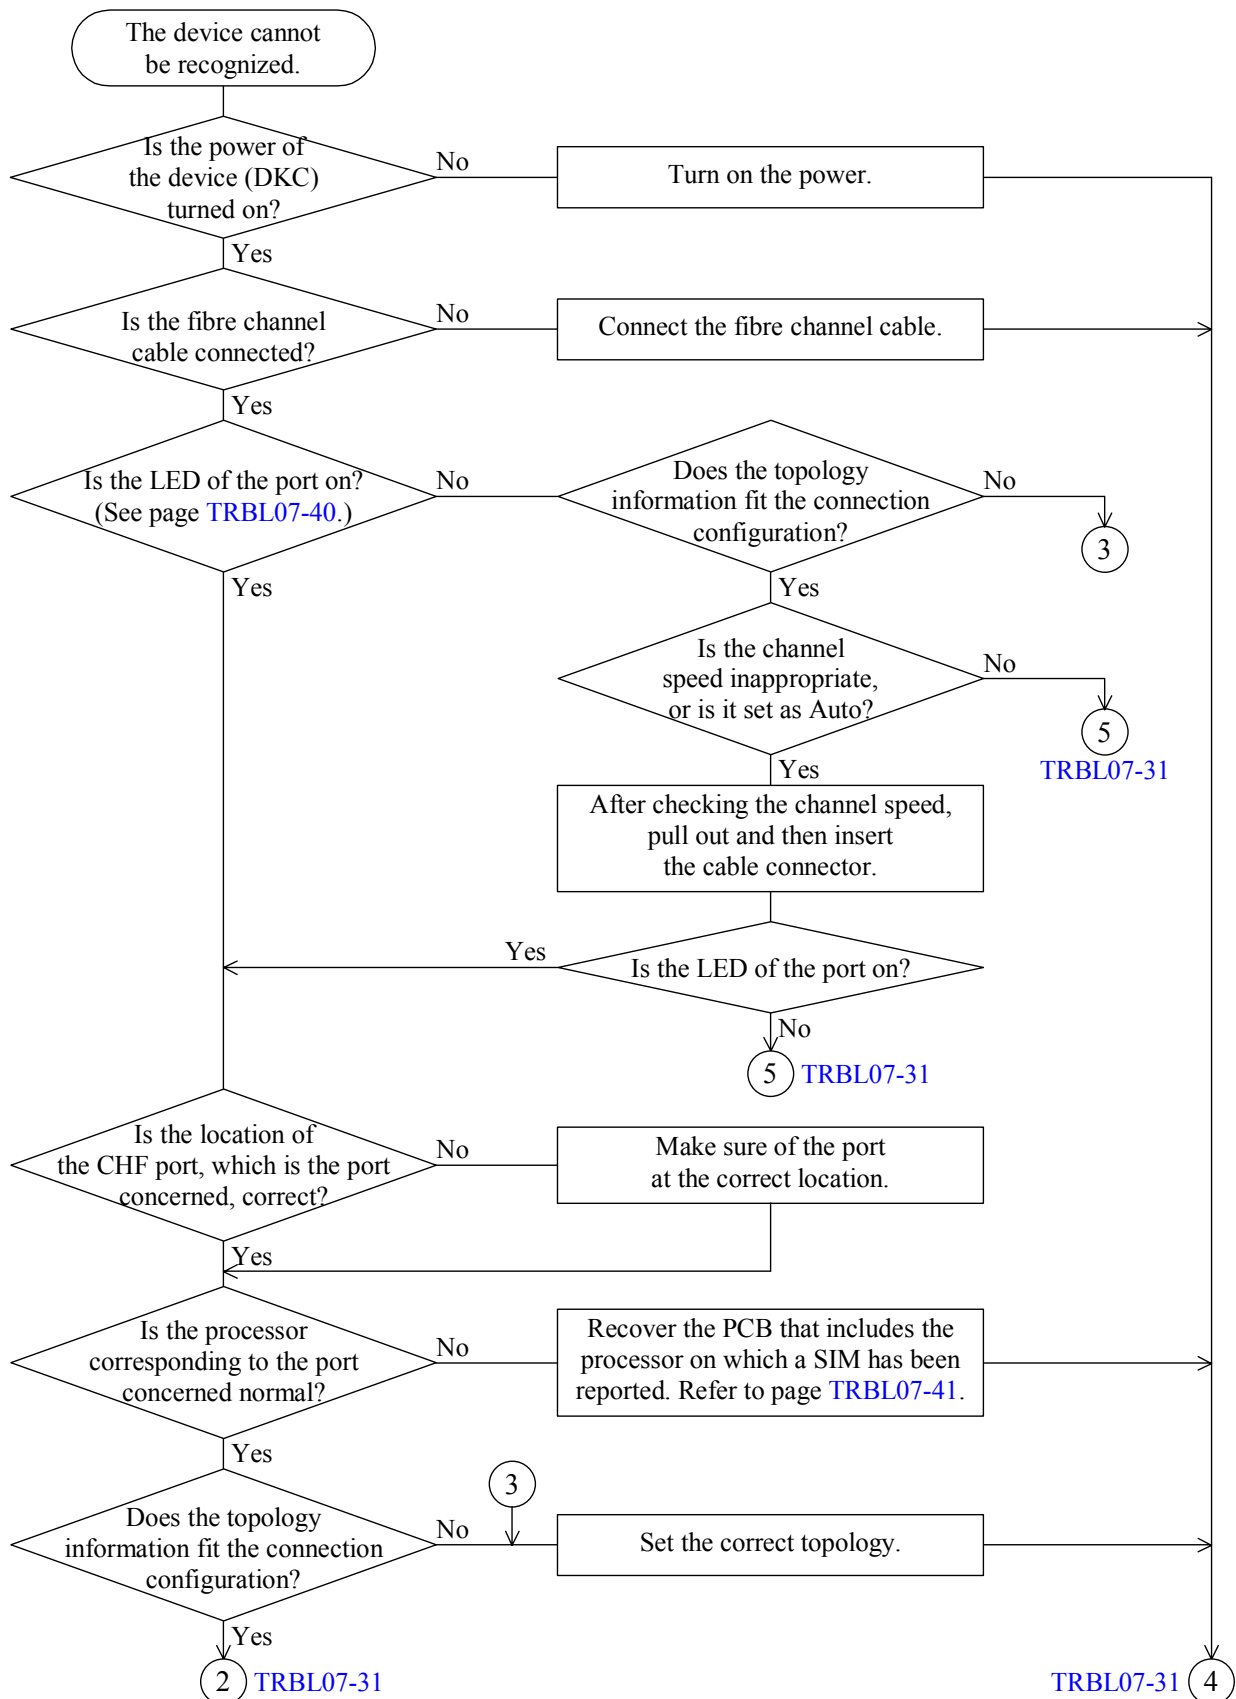 The device cannot
be recognized.
Is the power of
the device (DKC)
turned on?
No
Turn on the power.
Yes
Is the fibre channel
cable connected?
No
Connect the fibre channel cable.
Yes
Is the LED of the port on?
(See page TRBL07-40.)
No
Does the topology
information fit the connection
configuration?
No
3
Yes
Yes
Is the channel
speed inappropriate,
or is it set as Auto?
No
5
TRBL07-31
Yes
After checking the channel speed,
pull out and then insert
the cable connector.
Yes
Is the LED of the port on?
No
5 TRBL07-31
Is the location of
the CHF port, which is the port
concerned, correct?
No
Make sure of the port
at the correct location.
Yes
Is the processor
corresponding to the port
concerned normal?
No
Recover the PCB that includes the
processor on which a SIM has been
reported. Refer to page TRBL07-41.
Yes
3
Does the topology
information fit the connection
configuration?
No
Set the correct topology.
Yes
2 TRBL07-31
TRBL07-31 4